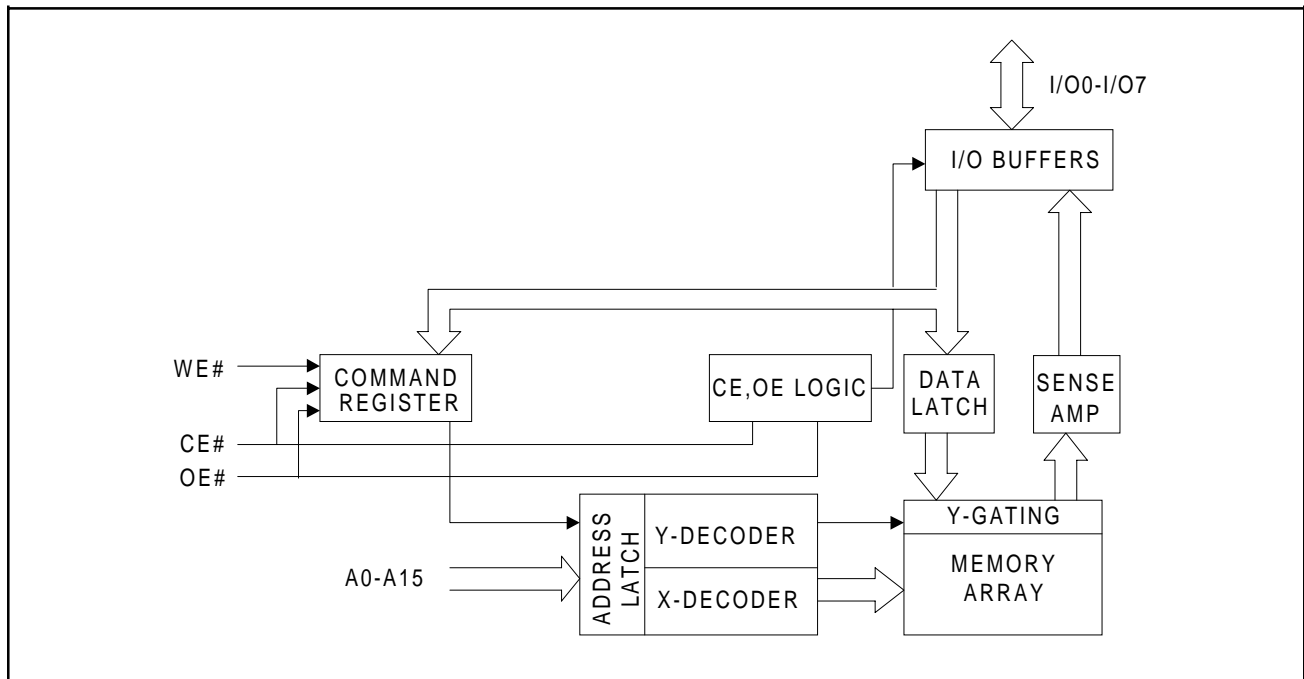 I/O0-I/O7
I/O BUFFERS
WE#
COMMAND
REGISTER
CE,OE LOGIC
DATA
LATCH
SENSE
AMP
CE#
OE#
ADDRESS
LATCH
Y-DECODER
Y-GATING
A0-A15
X-DECODER
MEMORY
ARRAY